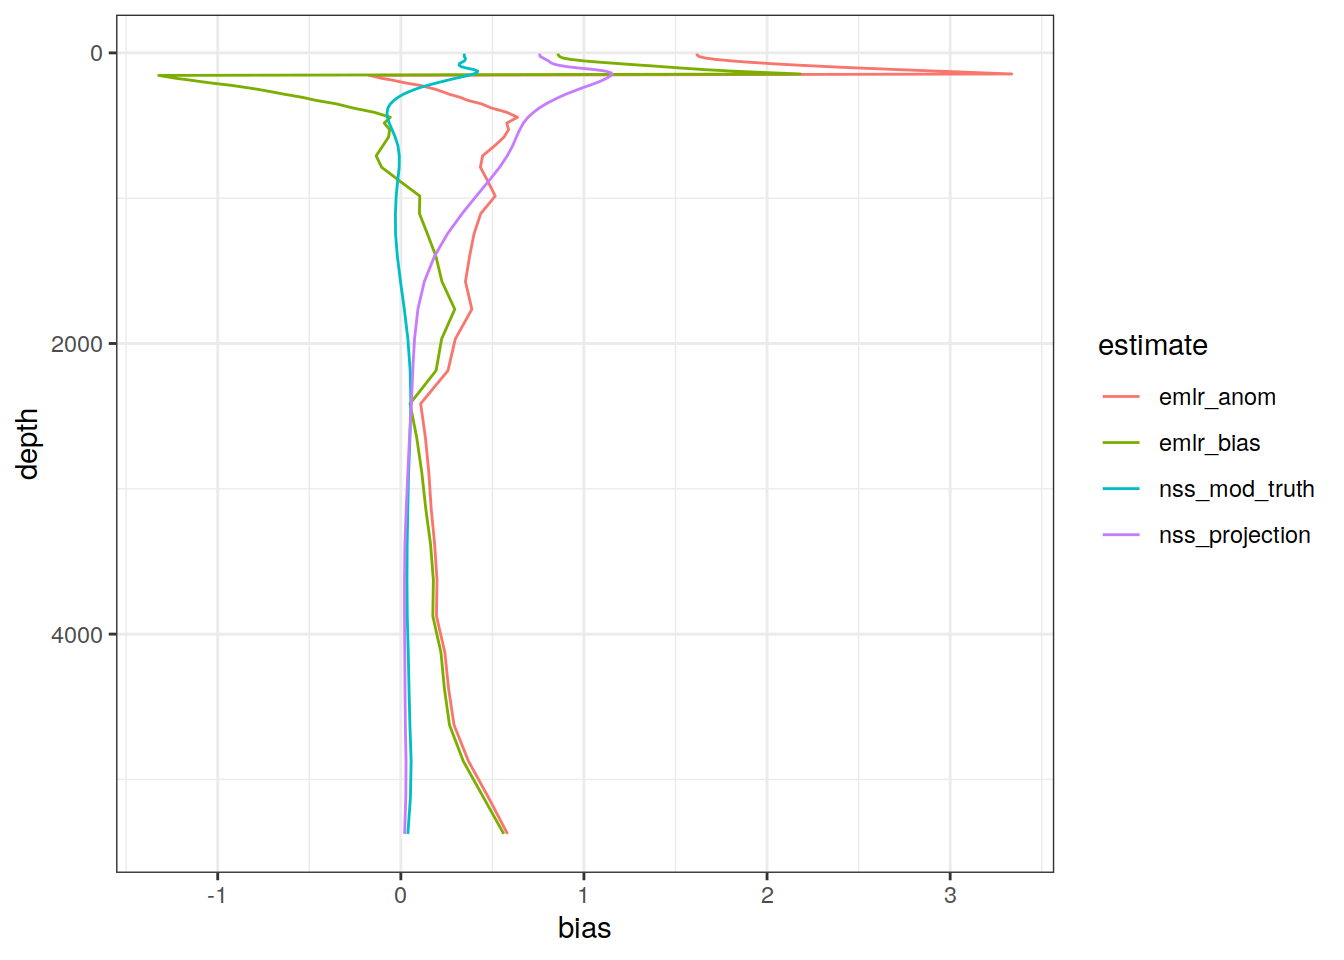 0
2000
4000
depth
-1
0
1
2
3
bias
estimate
emlr_anom
emlr_bias
nss_mod_truth
nss_projection